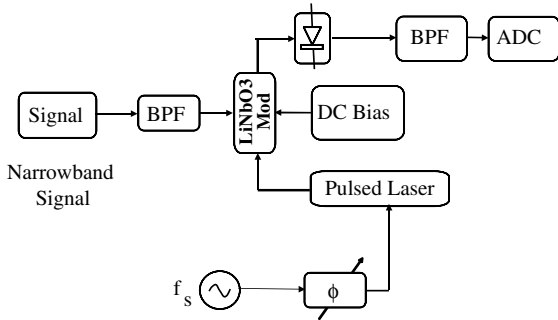 BPF
ADC
Signal
BPF
LiNbO3
Mod
DC Bias
Narrowband
Signal
Pulsed Laser
f s
ϕ